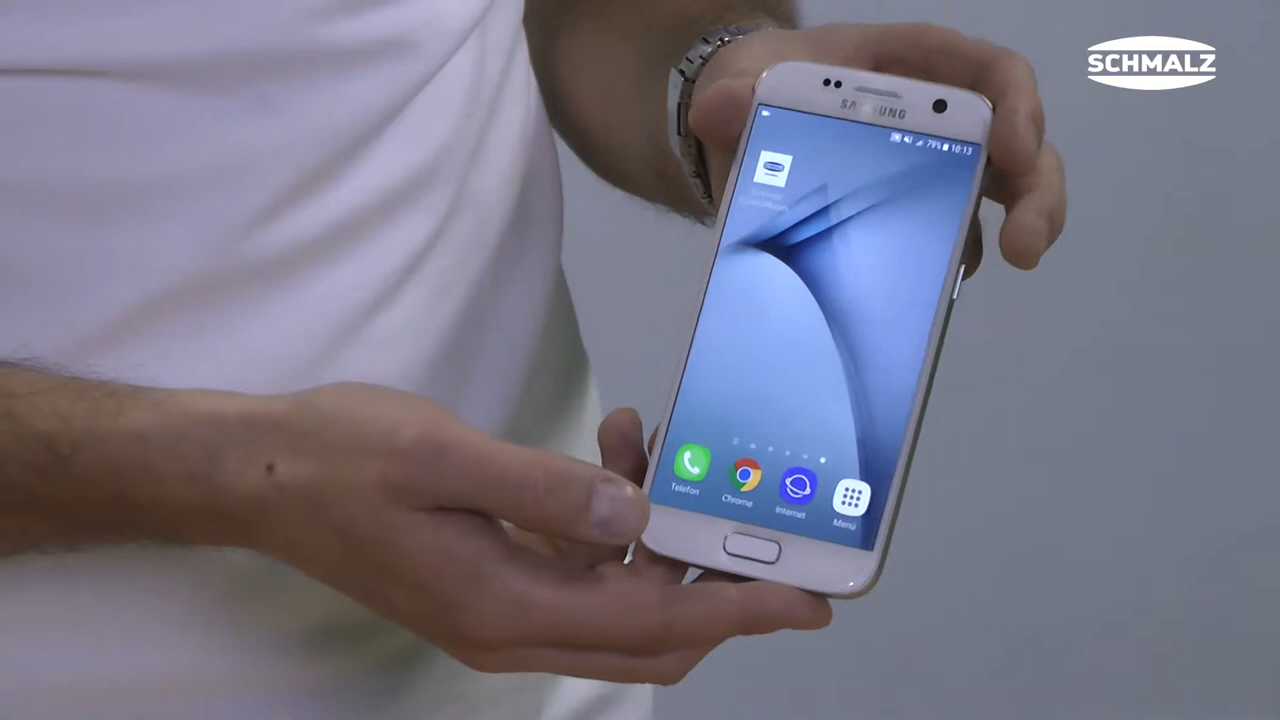 SCHMALZ
SAMSUNG
79% 10:13
Telefon
Chrome
Internet
Menü